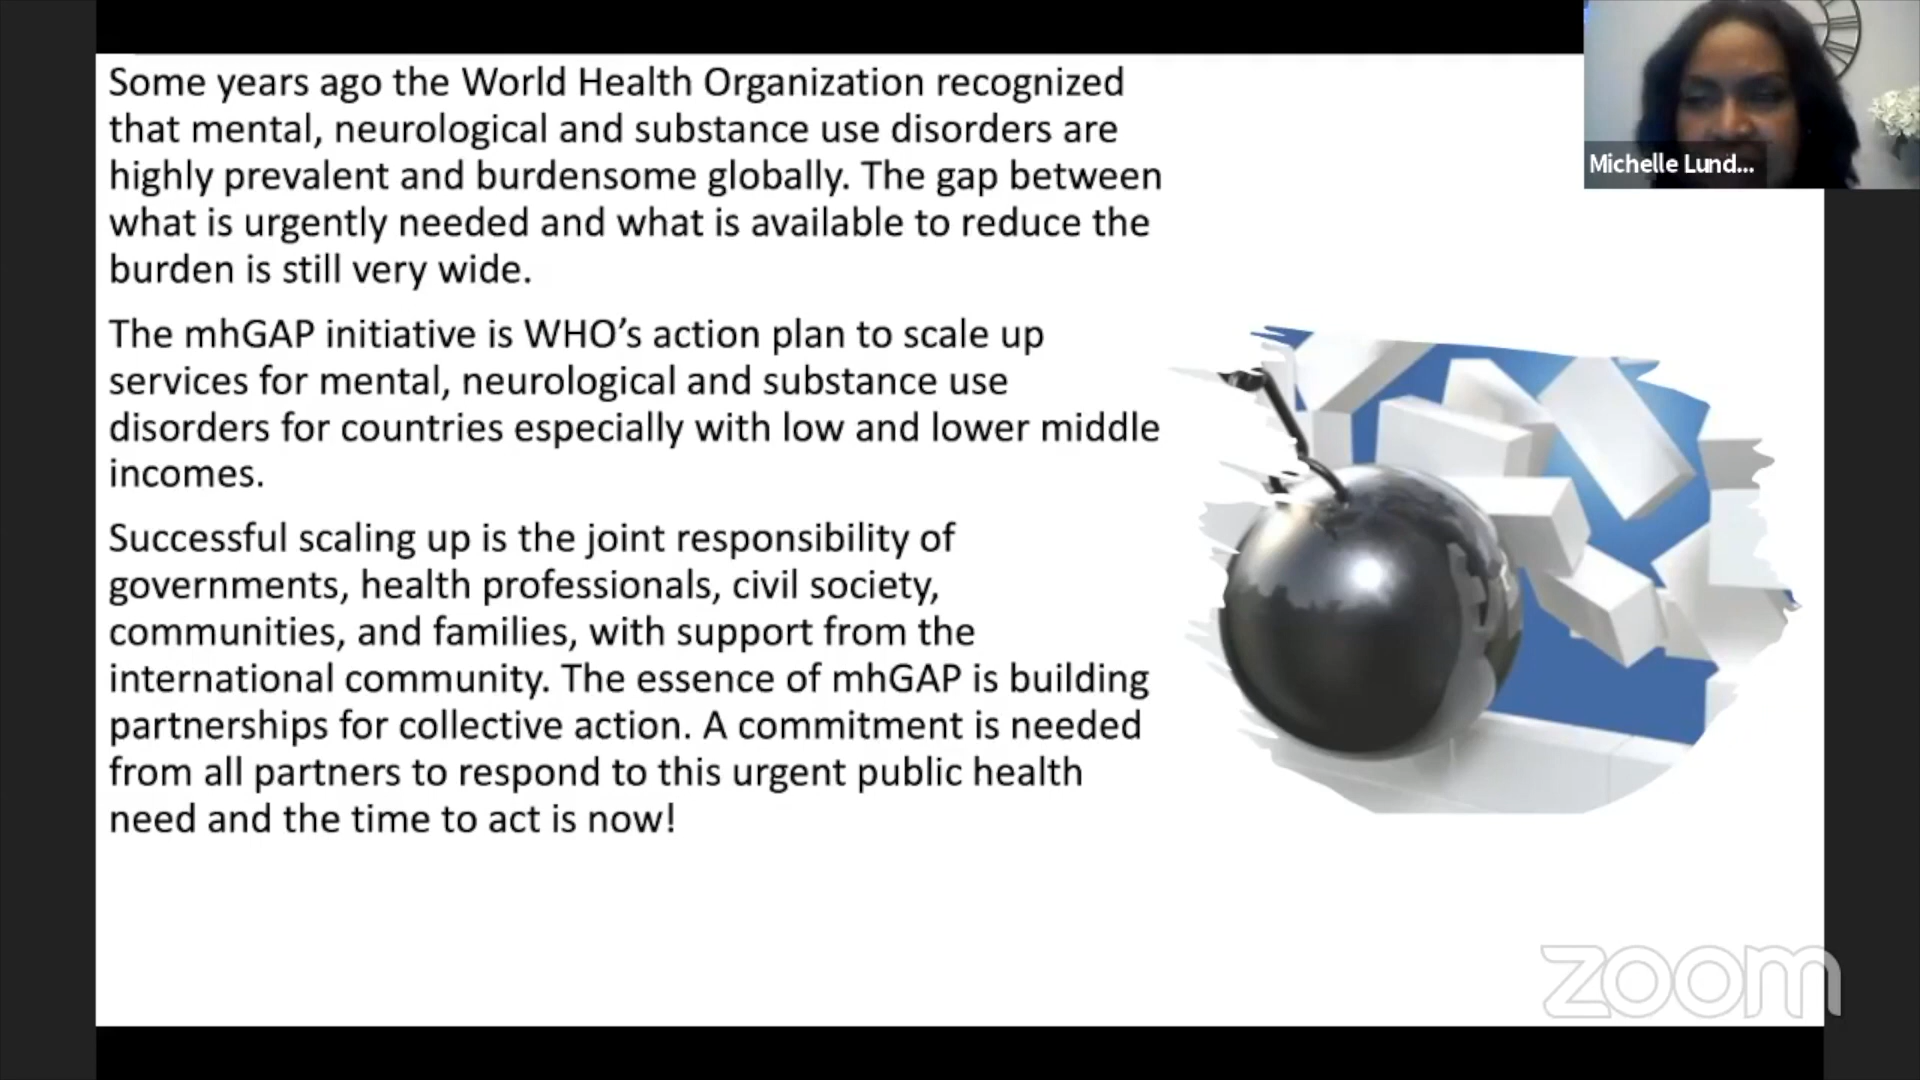 Some years ago the World Health Organization recognized
that mental, neurological and substance use disorders are
highly prevalent and burdensome globally. The gap between
what is urgently needed and what is available to reduce the
burden is still very wide.
The mhGAP initiative is WHO’s action plan to scale up
services for mental, neurological and substance use
disorders for countries especially with low and lower middle
incomes.
Successful scaling up is the joint responsibility of
governments, health professionals, civil society,
communities, and families, with support from the
international community. The essence of mhGAP is building
partnerships for collective action. A commitment is needed
from all partners to respond to this urgent public health
need and the time to act is now!
Michelle Lund...
zoom